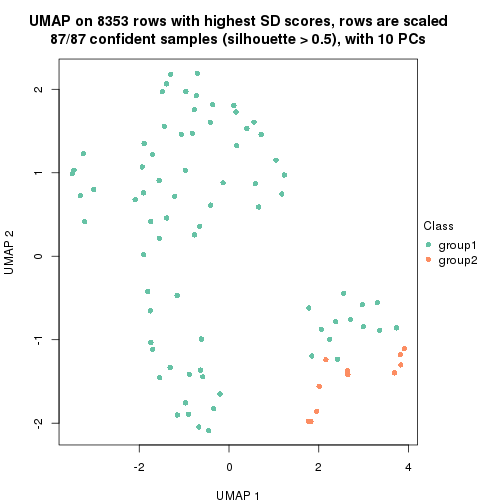 UMAP on 8353 rows with highest SD scores, rows are scaled
87/87 confident samples (silhouette > 0.5), with 10 PCs
2
1
0
-1
-2
UMAP 2
-2
0
2
4
UMAP 1
Class
group1
group2